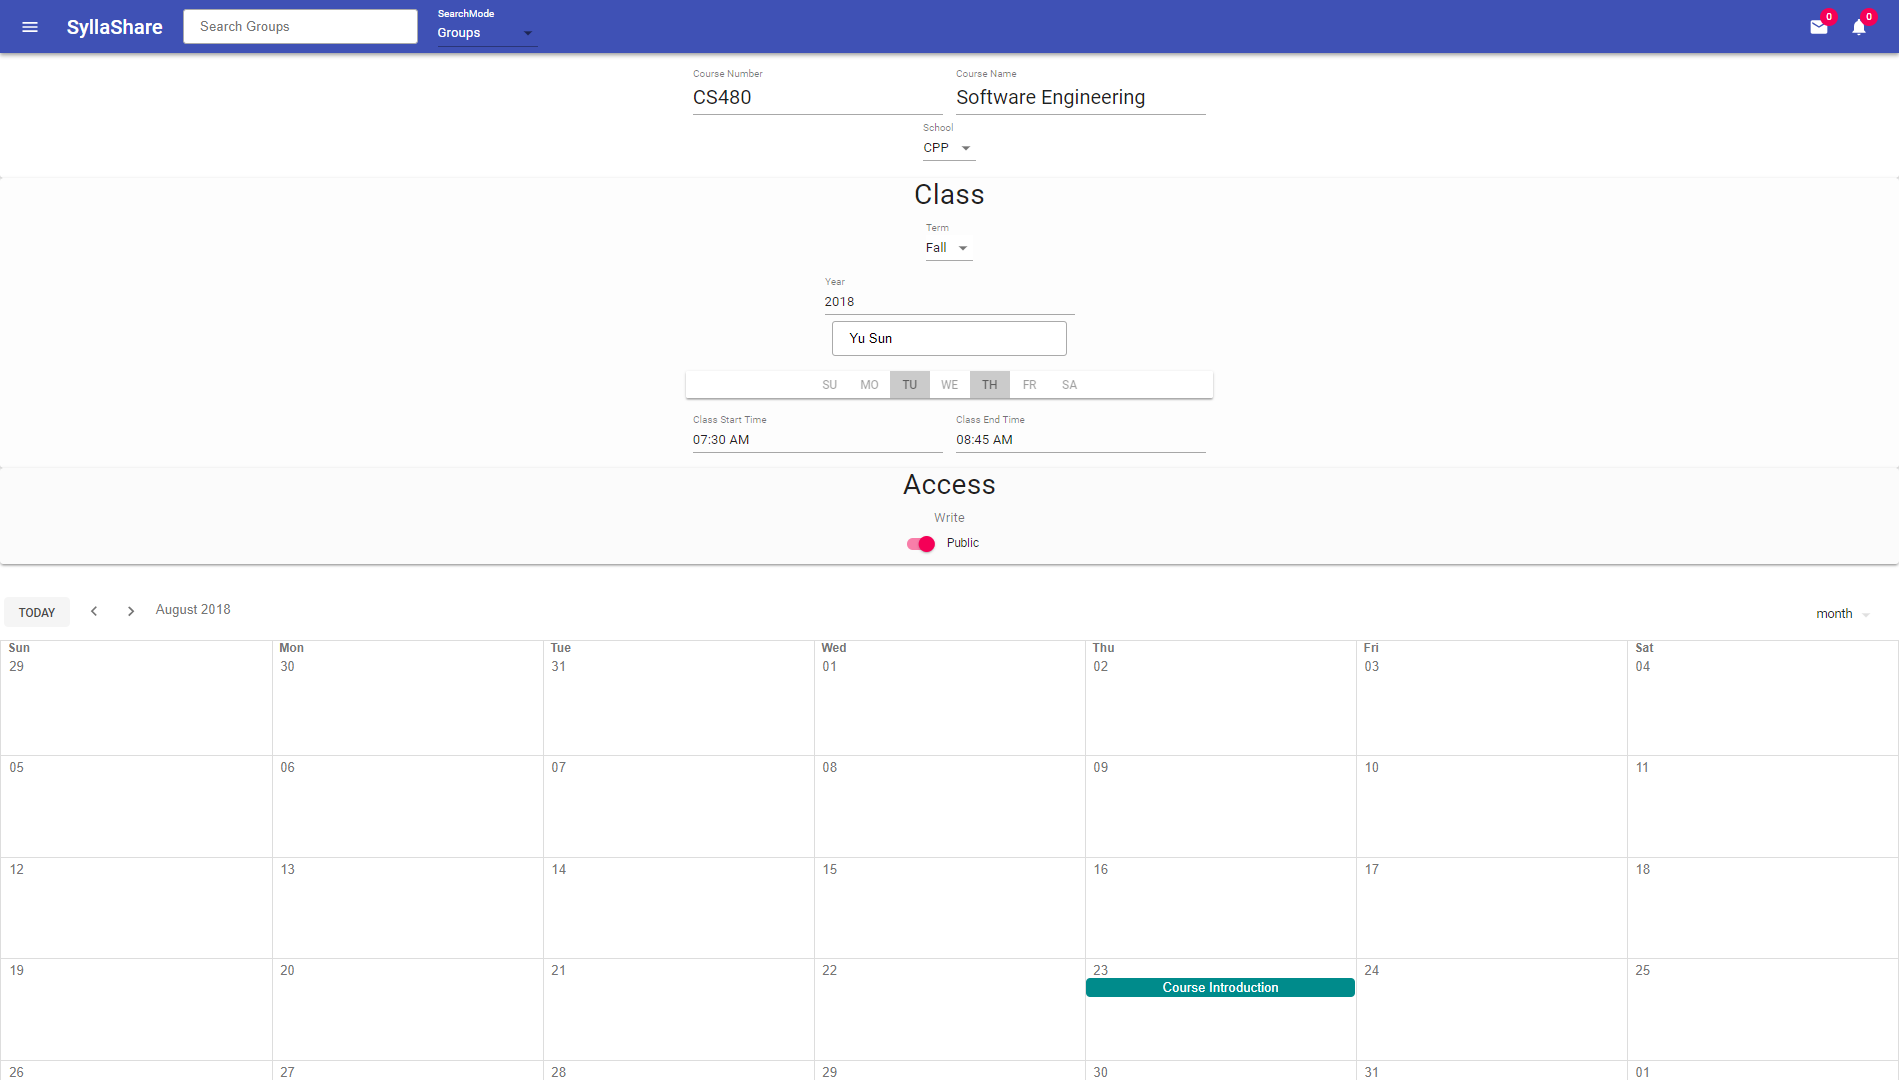 SyllaShare
Search Groups
SearchMode
Groups
0
0
Course Number
Course Name
CS480
Software Engineering
School
CPP
Class
Term
Fall
Year
2018
Yu Sun
SU MO TU WE TH FR SA
Class Start Time
Class End Time
07:30 AM
08:45 AM
Access
Write
Public
TODAY
August 2018
month
Sun Mon Tue Wed Thu Fri Sat
29 30 31 01 02 03 04
05 06 07 08 09 10 11
12 13 14 15 16 17 18
19 20 21 22 23 24 25
Course Introduction
26 27 28 29 30 31 01